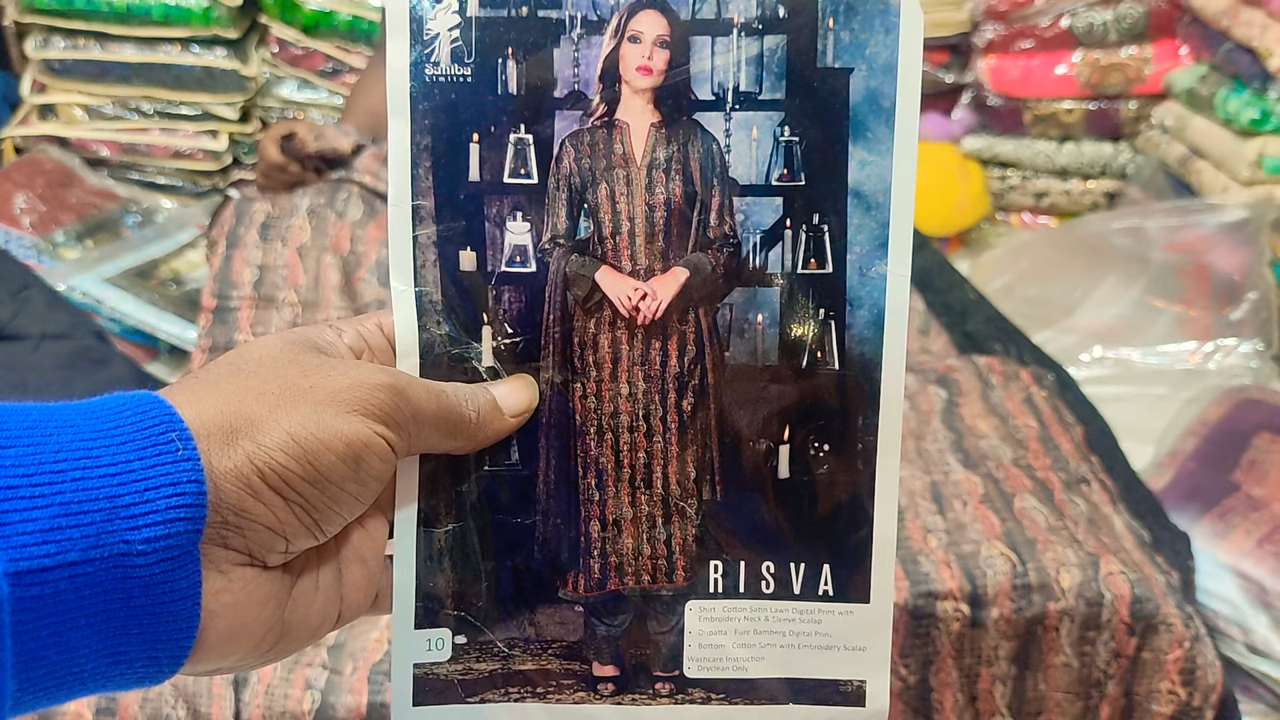 Sahiba
Limited
RISVA
• Shirt : Cotton Satin Lawn Digital Print with
Embroidery Neck & Sleeve Scalap
• Dupatta : Pure Bamberg Digital Print
• Bottom : Cotton Satin with Embroidery Scalap
Washcare Instruction
• Dryclean Only
10